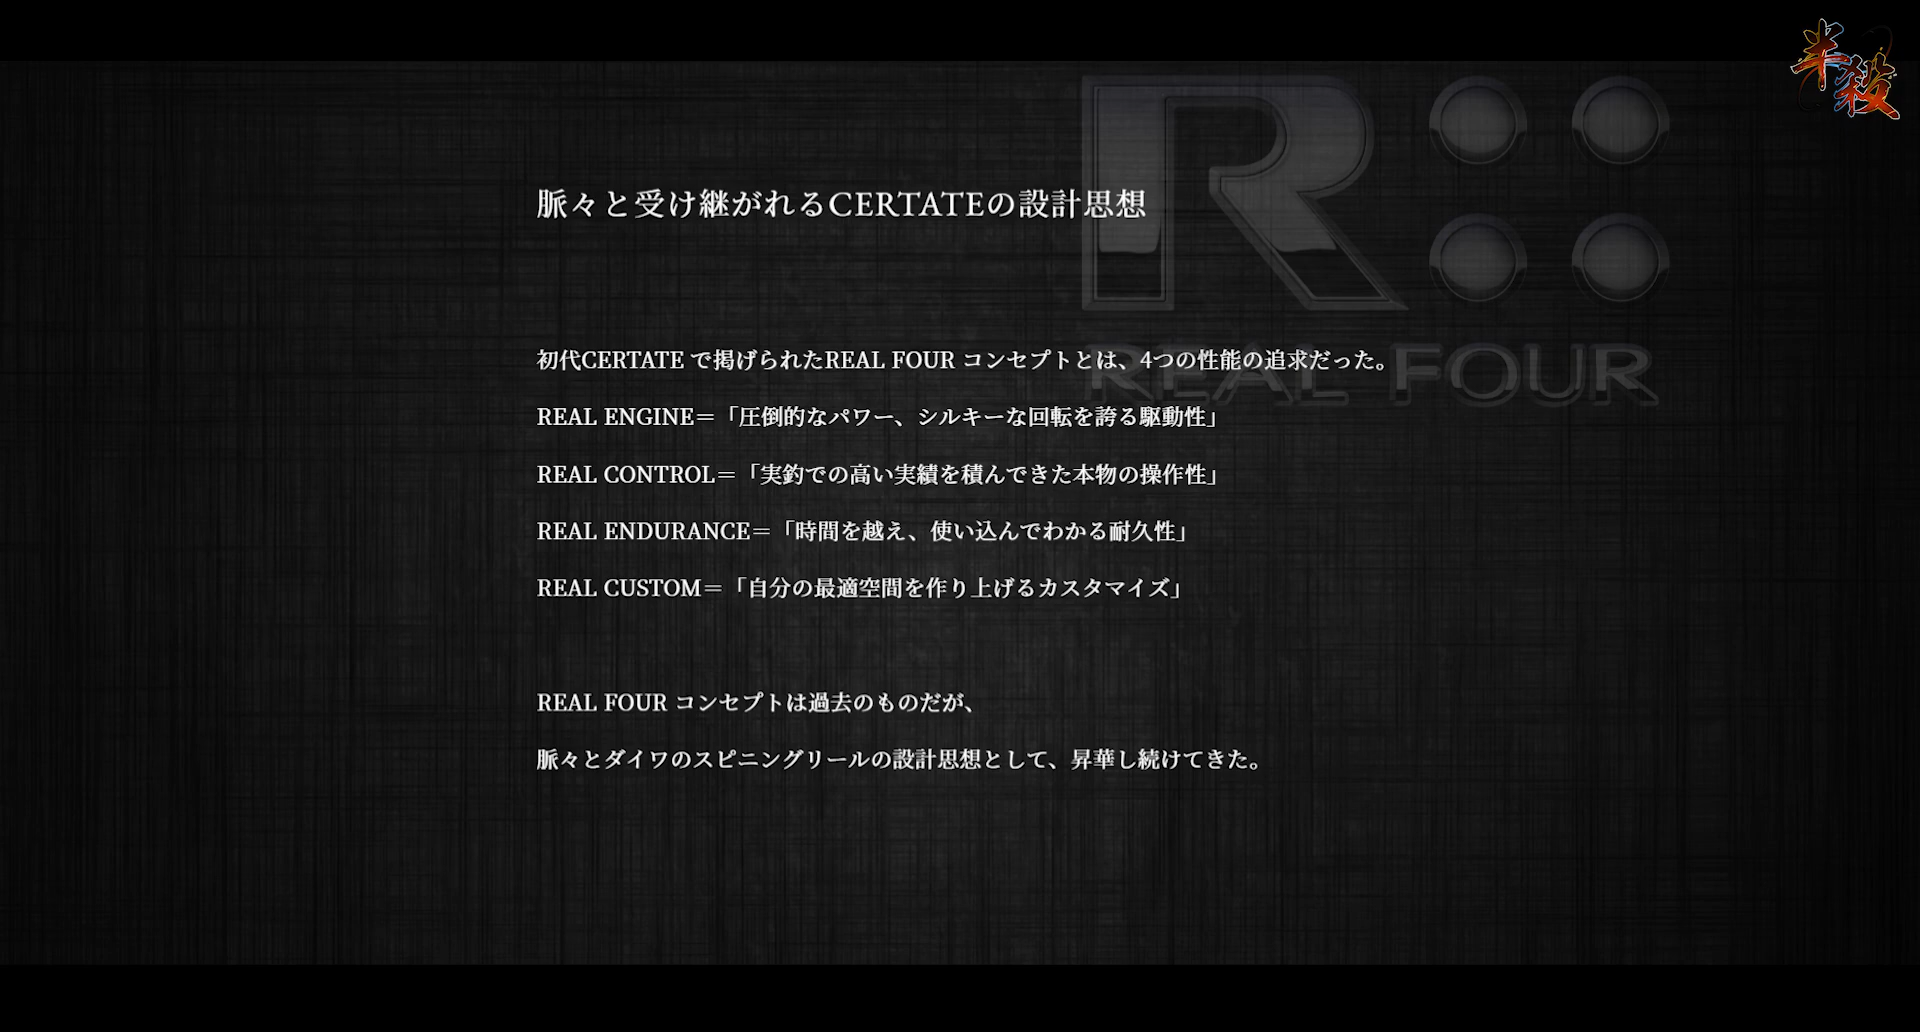 半殺
脈々と受け継がれるCERTATEの設計思想
初代CERTATE で掲げられたREAL FOUR コンセプトとは、4つの性能の追求だった。
REAL ENGINE＝「圧倒的なパワー、シルキーな回転を誇る駆動性」
REAL CONTROL＝「実釣での高い実績を積んできた本物の操作性」
REAL ENDURANCE＝「時間を越え、使い込んでわかる耐久性」
REAL CUSTOM＝「自分の最適空間を作り上げるカスタマイズ」
REAL FOUR コンセプトは過去のものだが、
脈々とダイワのスピニングリールの設計思想として、昇華し続けてきた。
R
REAL FOUR